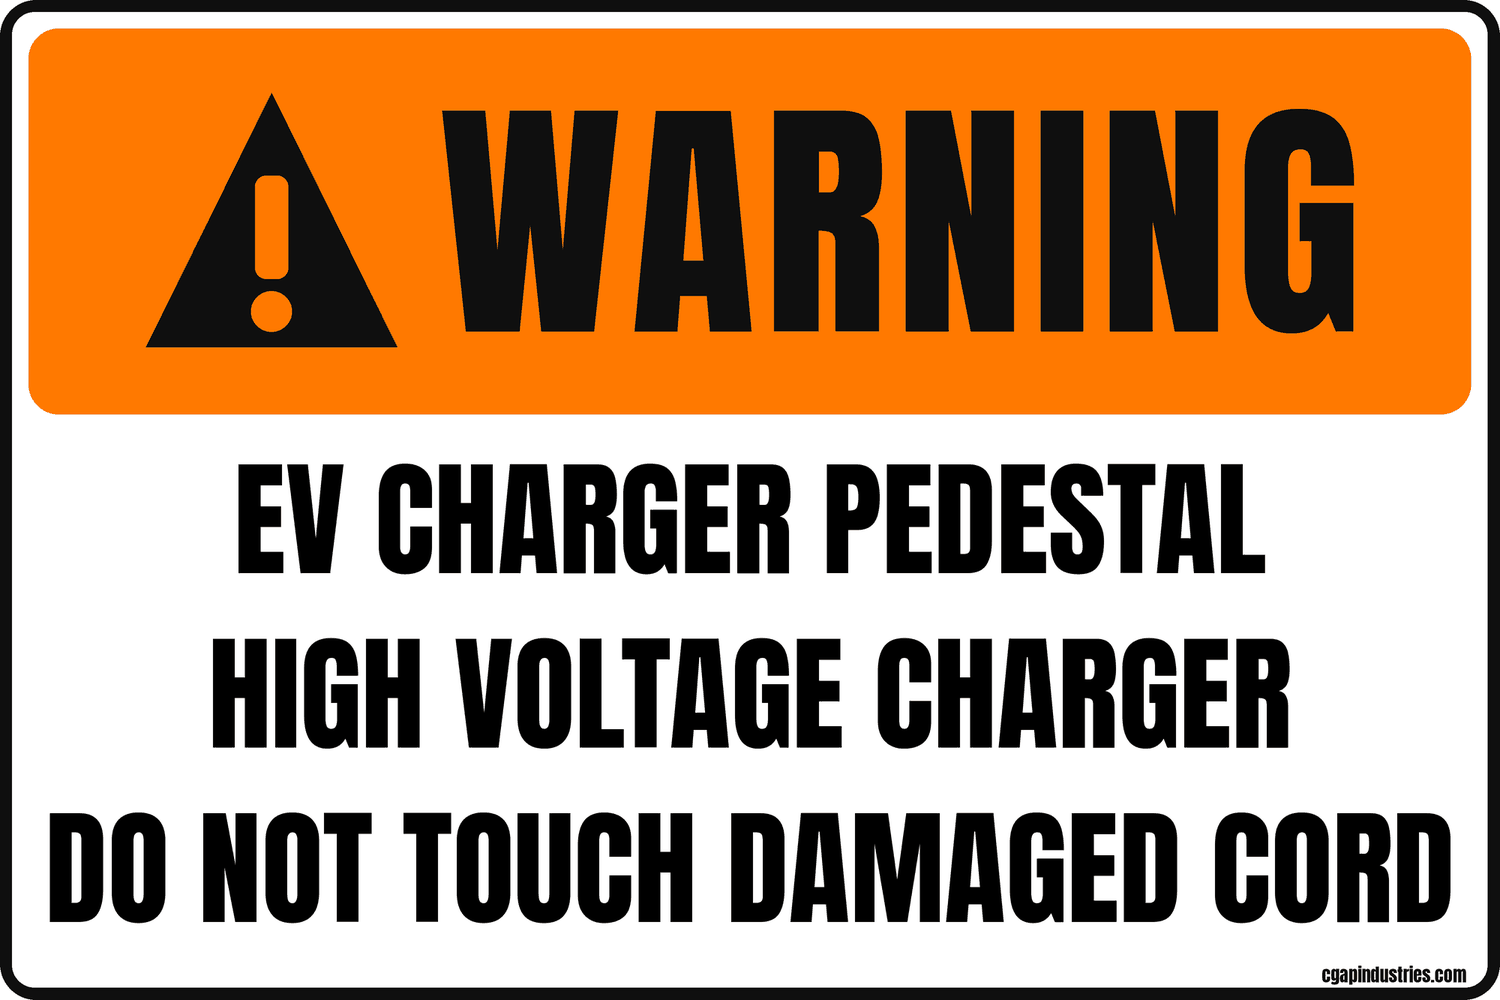 WARNING
EV CHARGER PEDESTAL
HIGH VOLTAGE CHARGER
DO NOT TOUCH DAMAGED CORD
cgapindustries.com